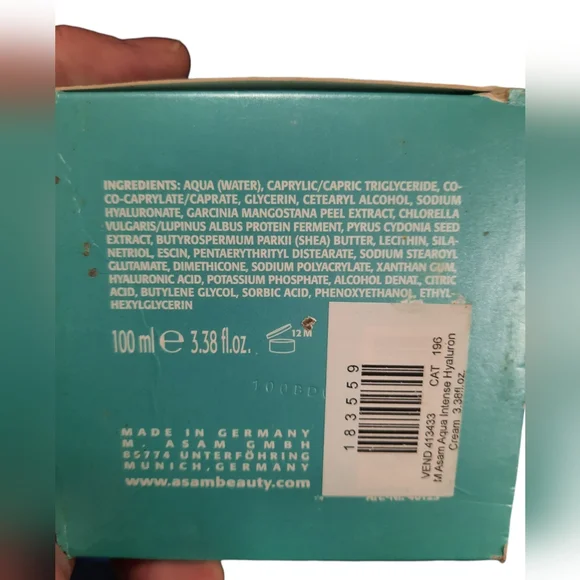 INGREDIENTS: AQUA (WATER), CAPRYLIC/CAPRIC TRIGLYCERIDE, CO-
CO-CAPRYLATE/CAPRATE, GLYCERIN, CETEARYL ALCOHOL, SODIUM
HYALURONATE, GARCINIA MANGOSTANA PEEL EXTRACT, CHLORELLA
VULGARIS/LUPINUS ALBUS PROTEIN FERMENT, PYRUS CYDONIA SEED
EXTRACT, BUTYROSPERMUM PARKII (SHEA) BUTTER, LECITHIN, SILA-
NETRIOL, ESCIN, PENTAERYTHRITYL DISTEARATE, SODIUM STEAROYL
GLUTAMATE, DIMETHICONE, SODIUM POLYACRYLATE, XANTHAN GUM,
HYALURONIC ACID, POTASSIUM PHOSPHATE, ALCOHOL DENAT., CITRIC
ACID, BUTYLENE GLYCOL, SORBIC ACID, PHENOXYETHANOL, ETHYL-
HEXYLGLYCERIN
100 ml e 3.38 fl.oz.
12 M
MADE IN GERMANY
M. ASAM GMBH
85774 UNTERFÖHRING
MUNICH, GERMANY
www.asambeauty.com
183559
VEND 413433 CAT 196
M Asam Aqua Intense Hyaluron
Cream 3.38fl.oz.